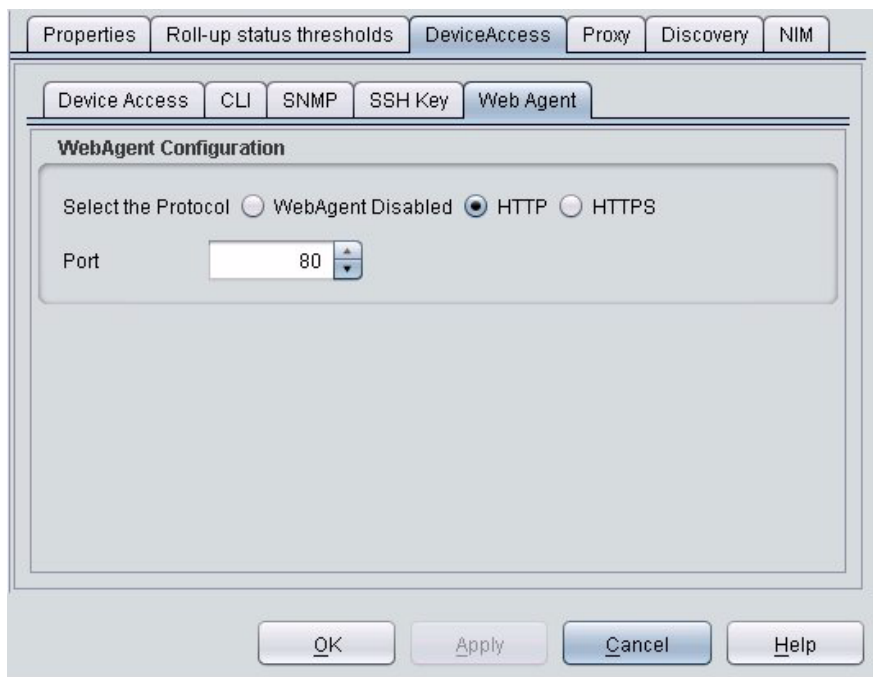 Properties Roll-up status thresholds DeviceAccess Proxy Discovery NIM
Device Access CLI SNMP SSH Key Web Agent
WebAgent Configuration
Select the Protocol WebAgent Disabled HTTP HTTPS
Port 80
OK Apply Cancel Help